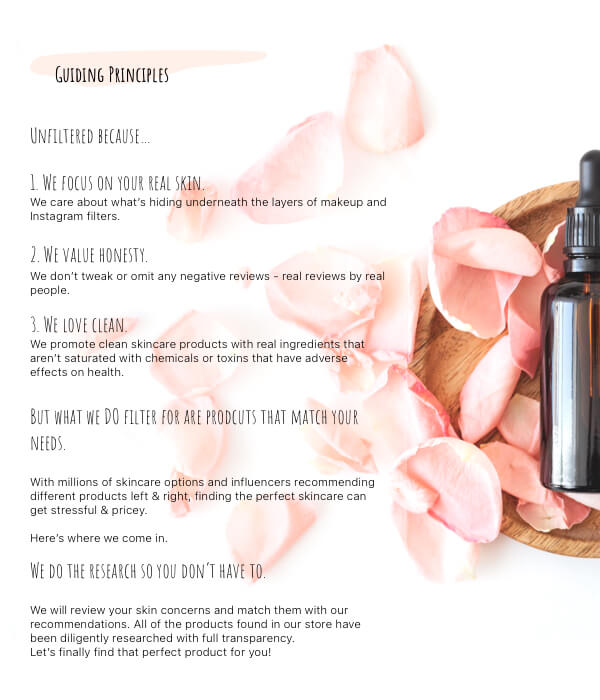 Guiding Principles
Unfiltered because...
1. We focus on your real skin.
We care about what's hiding underneath the layers of makeup and
Instagram filters.
2. We value honesty.
We don't tweak or omit any negative reviews - real reviews by real
people.
3. We love clean.
We promote clean skincare products with real ingredients that
aren't saturated with chemicals or toxins that have adverse
effects on health.
But what we DO filter for are prodcuts that match your
needs.
With millions of skincare options and influencers recommending
different products left & right, finding the perfect skincare can
get stressful & pricey.
Here's where we come in.
We do the research so you don't have to.
We will review your skin concerns and match them with our
recommendations. All of the products found in our store have
been diligently researched with full transparency.
Let's finally find that perfect product for you!